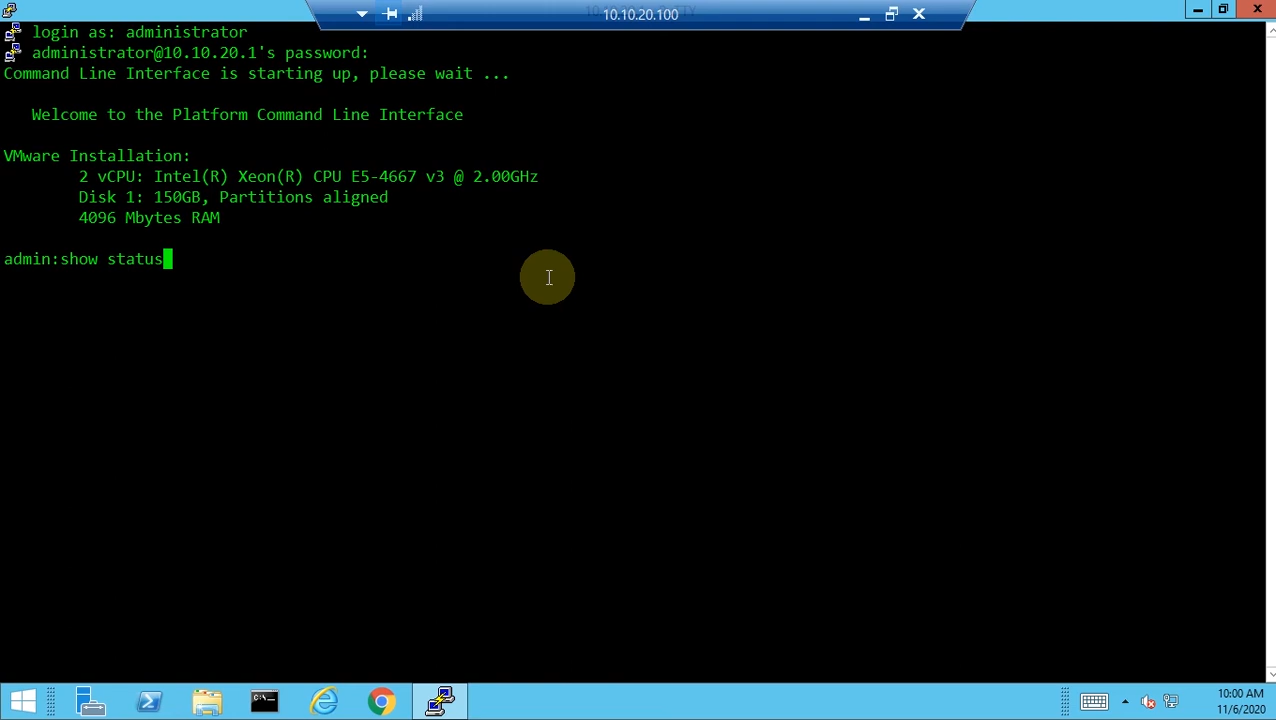 10.10.20.100
login as: administrator
administrator@10.10.20.1's password:
Command Line Interface is starting up, please wait ...
Welcome to the Platform Command Line Interface
VMware Installation:
2 vCPU: Intel(R) Xeon(R) CPU E5-4667 v3 @ 2.00GHz
Disk 1: 150GB, Partitions aligned
4096 Mbytes RAM
admin:show status
10:00 AM
11/6/2020